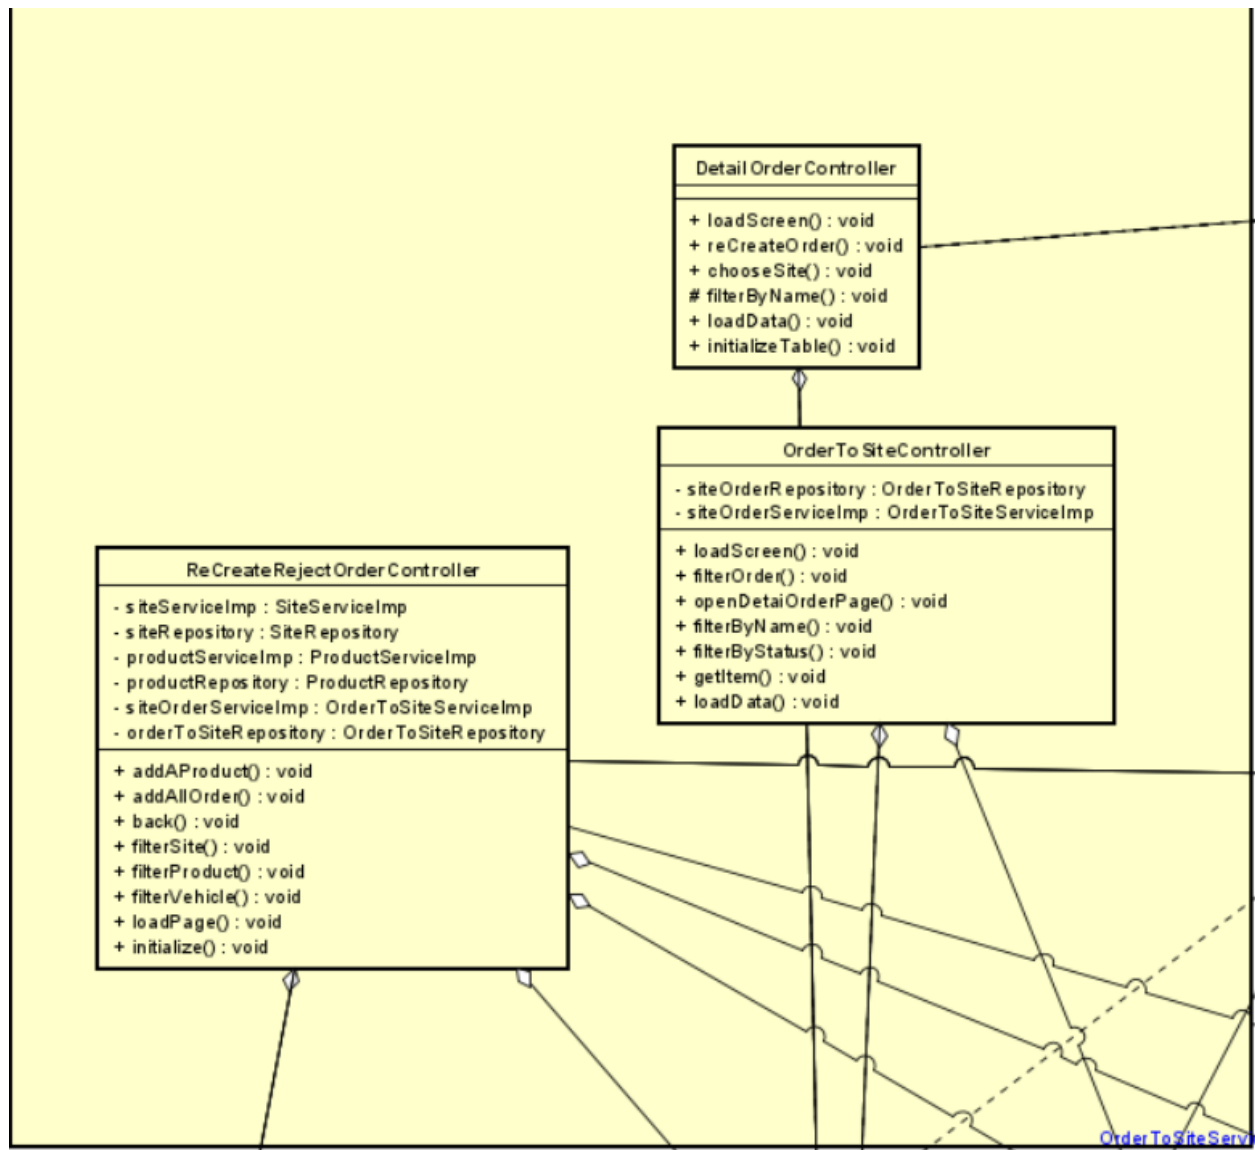 DetailOrderController
+ loadScreen() : void
+ reCreateOrder() : void
+ chooseSite() : void
# filterByName() : void
+ loadData() : void
+ initializeTable() : void
OrderToSiteController
- siteOrderRepository : OrderToSiteRepository
- siteOrderServiceImp : OrderToSiteServiceImp
+ loadScreen() : void
+ filterOrder() : void
+ openDetaiOrderPage() : void
+ filterByName() : void
+ filterByStatus() : void
+ getItem() : void
+ loadData() : void
ReCreateRejectOrderController
- siteServiceImp : SiteServiceImp
- siteRepository : SiteRepository
- productServiceImp : ProductServiceImp
- productRepository : ProductRepository
- siteOrderServiceImp : OrderToSiteServiceImp
- orderToSiteRepository : OrderToSiteRepository
+ addAProduct() : void
+ addAllOrder() : void
+ back() : void
+ filterSite() : void
+ filterProduct() : void
+ filterVehicle() : void
+ loadPage() : void
+ initialize() : void
OrderToSiteServi